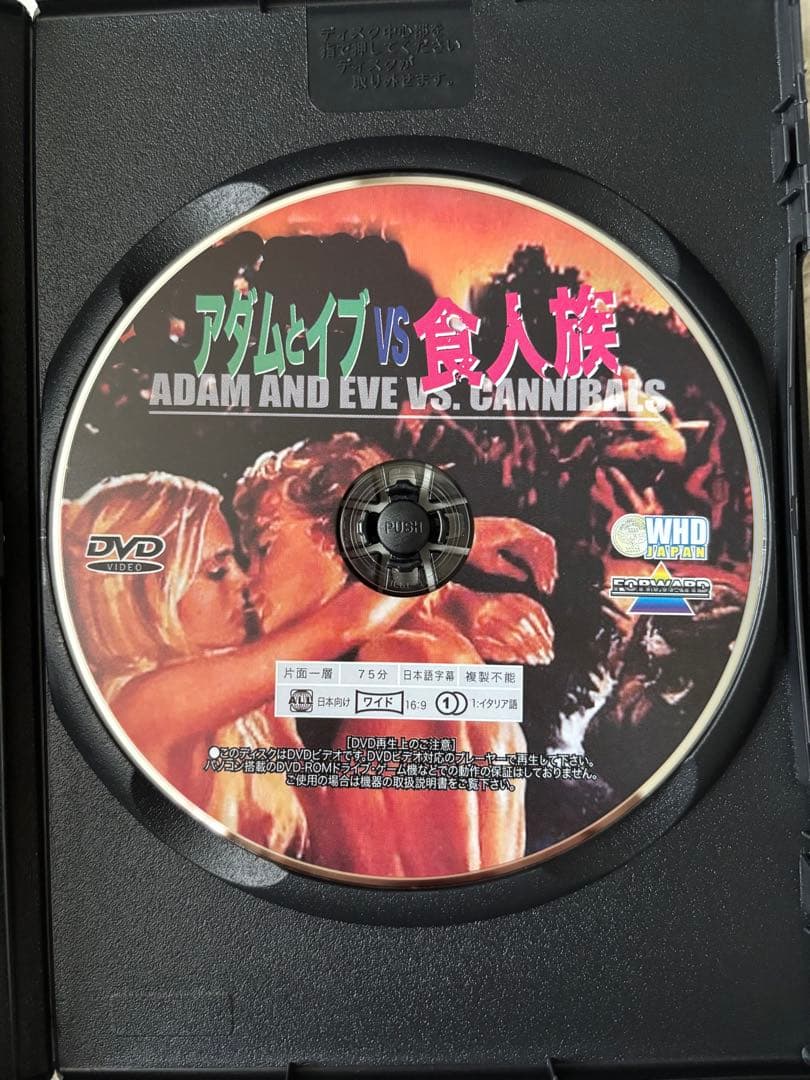 ディスク中心部を
指で押してください
ディスクが
取り外せます。
アダムとイブ VS 食人族
ADAM AND EVE VS. CANNIBALS
PUSH
DVD
VIDEO
WHD
JAPAN
FORWARD
片面一層 75分 日本語字幕 複製不能
日本向け ワイド 16:9 1 1:イタリア語
[DVD再生上のご注意]
●このディスクはDVDビデオです。DVDビデオ対応のプレーヤーで再生して下さい。
パソコン搭載のDVD-ROMドライブ・ゲーム機などでの動作の保証はしておりません。
ご使用の場合は機器の取扱説明書をご覧下さい。